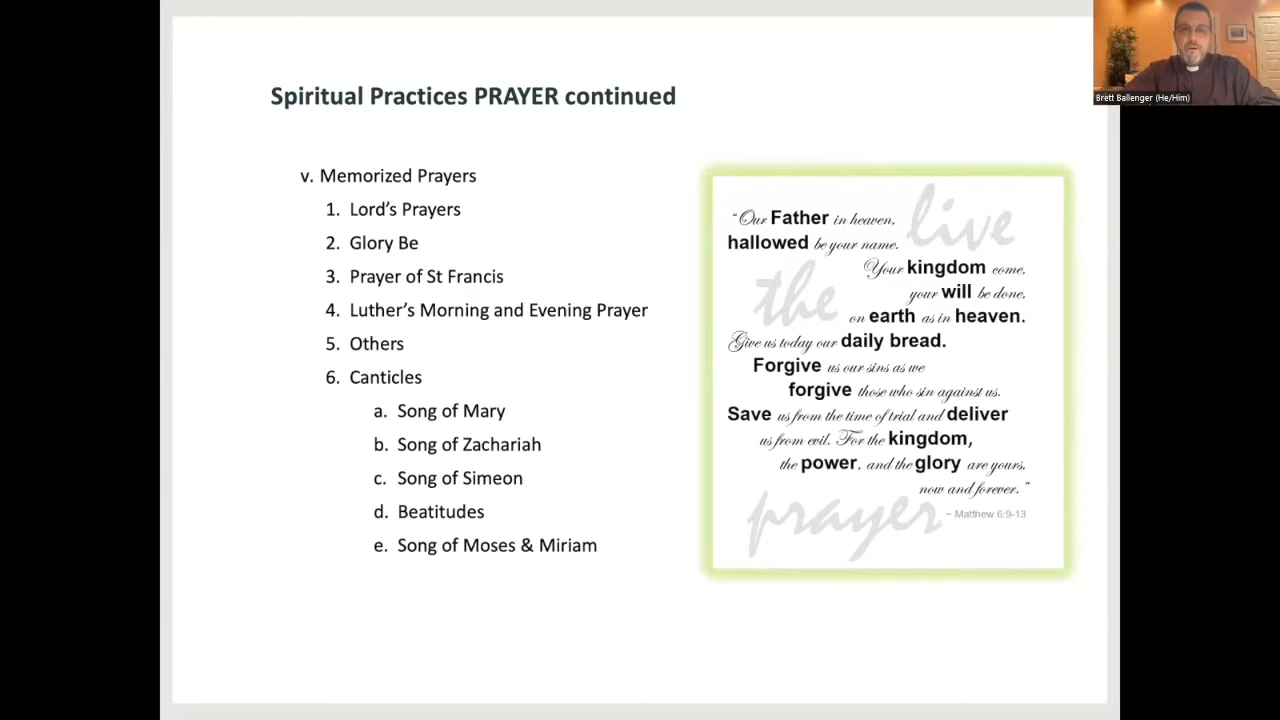 Spiritual Practices PRAYER continued
v. Memorized Prayers
1. Lord's Prayers
2. Glory Be
3. Prayer of St Francis
4. Luther's Morning and Evening Prayer
5. Others
6. Canticles
a. Song of Mary
b. Song of Zachariah
c. Song of Simeon
d. Beatitudes
e. Song of Moses & Miriam
live
the
prayer
"Our Father in heaven,
hallowed be your name.
Your kingdom come,
your will be done,
on earth as in heaven.
Give us today our daily bread.
Forgive us our sins as we
forgive those who sin against us.
Save us from the time of trial and deliver
us from evil. For the kingdom,
the power, and the glory are yours,
now and forever."
~ Matthew 6:9-13
Brett Ballenger (He/Him)